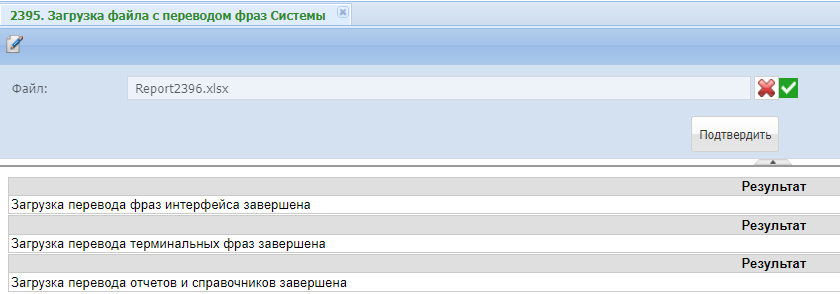 2395. Загрузка файла с переводом фраз Системы
Файл: Report2396.xlsx
Подтвердить
Результат
Загрузка перевода фраз интерфейса завершена
Результат
Загрузка перевода терминальных фраз завершена
Результат
Загрузка перевода отчетов и справочников завершена